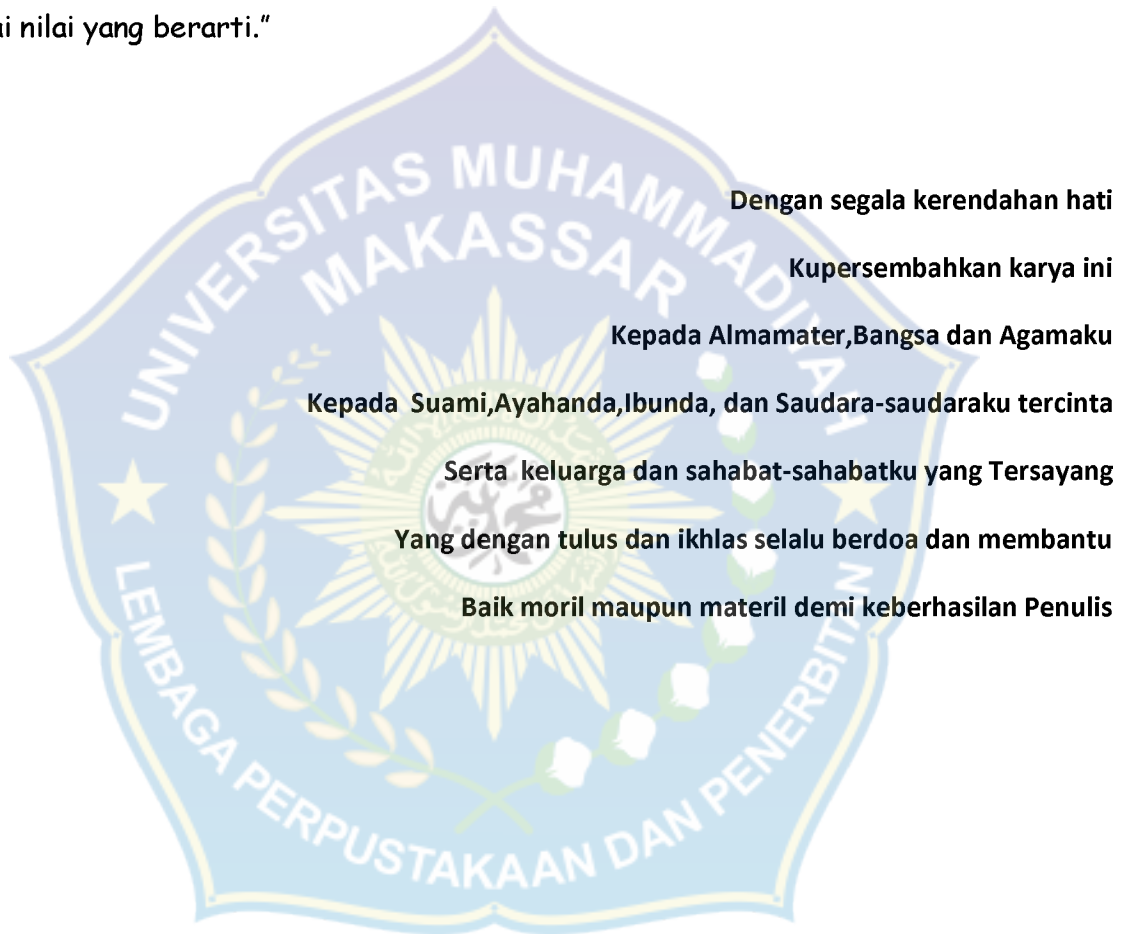 nilai yang berarti.”
UNIVERSITAS MUHAMMADIYAH
MAKASSAR
Dengan segala kerendahan hati
Kupersembahkan karya ini
Kepada Almamater,Bangsa dan Agamaku
Kepada Suami,Ayahanda,Ibunda, dan Saudara-saudaraku tercinta
Serta keluarga dan sahabat-sahabatku yang Tersayang
Yang dengan tulus dan ikhlas selalu berdoa dan membantu
Baik moril maupun materil demi keberhasilan Penulis
LEMBAGA PERPUSTAKAAN DAN PENERBITAN